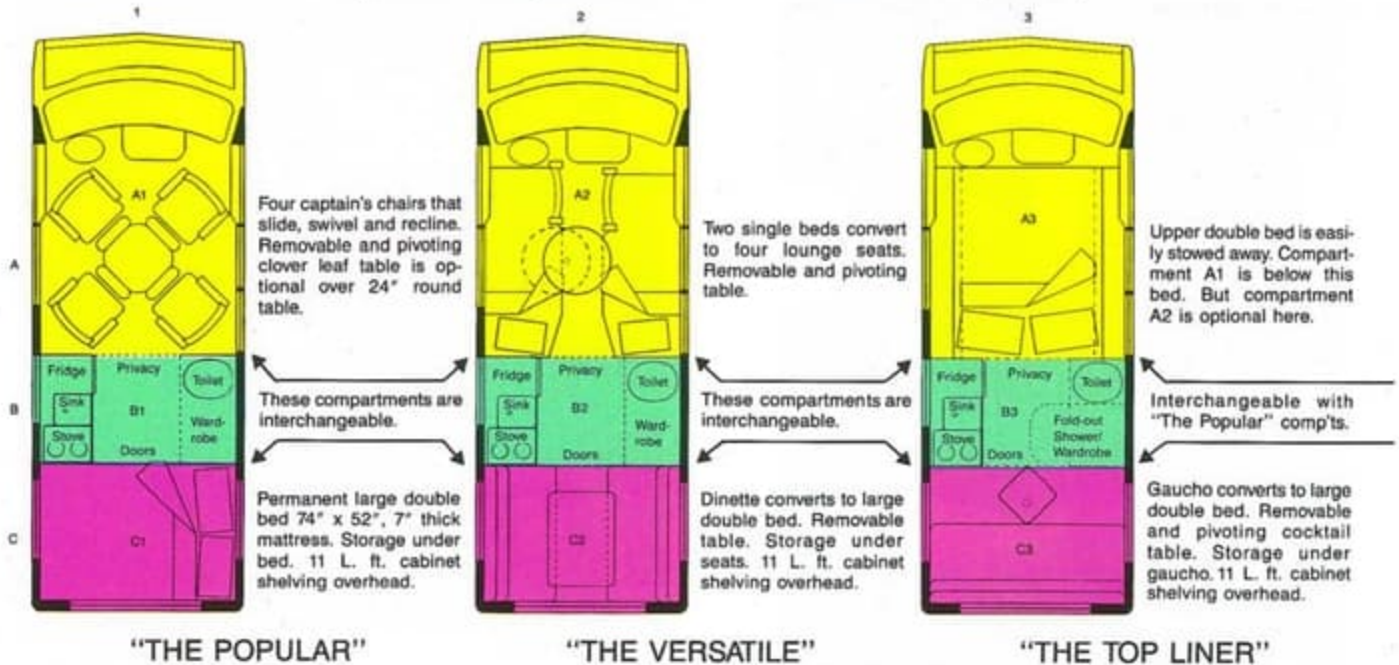 1
2
3
A
B
C
A1
Fridge
Privacy
Toilet
Sink
B1
Ward-
robe
Stove
Doors
C1
Four captain's chairs that
slide, swivel and recline.
Removable and pivoting
clover leaf table is op-
tional over 24" round
table.
These compartments are
interchangeable.
Permanent large double
bed 74" x 52", 7" thick
mattress. Storage under
bed. 11 L. ft. cabinet
shelving overhead.
"THE POPULAR"
A2
Fridge
Privacy
Toilet
Sink
B2
Ward-
robe
Stove
Doors
C2
Two single beds convert
to four lounge seats.
Removable and pivoting
table.
These compartments are
interchangeable.
Dinette converts to large
double bed. Removable
table. Storage under
seats. 11 L. ft. cabinet
shelving overhead.
"THE VERSATILE"
A3
Fridge
Privacy
Toilet
Sink
B3
Fold-out
Shower/
Wardrobe
Stove
Doors
C3
Upper double bed is easi-
ly stowed away. Compart-
ment A1 is below this
bed. But compartment
A2 is optional here.
Interchangeable with
"The Popular" comp'ts.
Gaucho converts to large
double bed. Removable
and pivoting cocktail
table. Storage under
gaucho. 11 L. ft. cabinet
shelving overhead.
"THE TOP LINER"